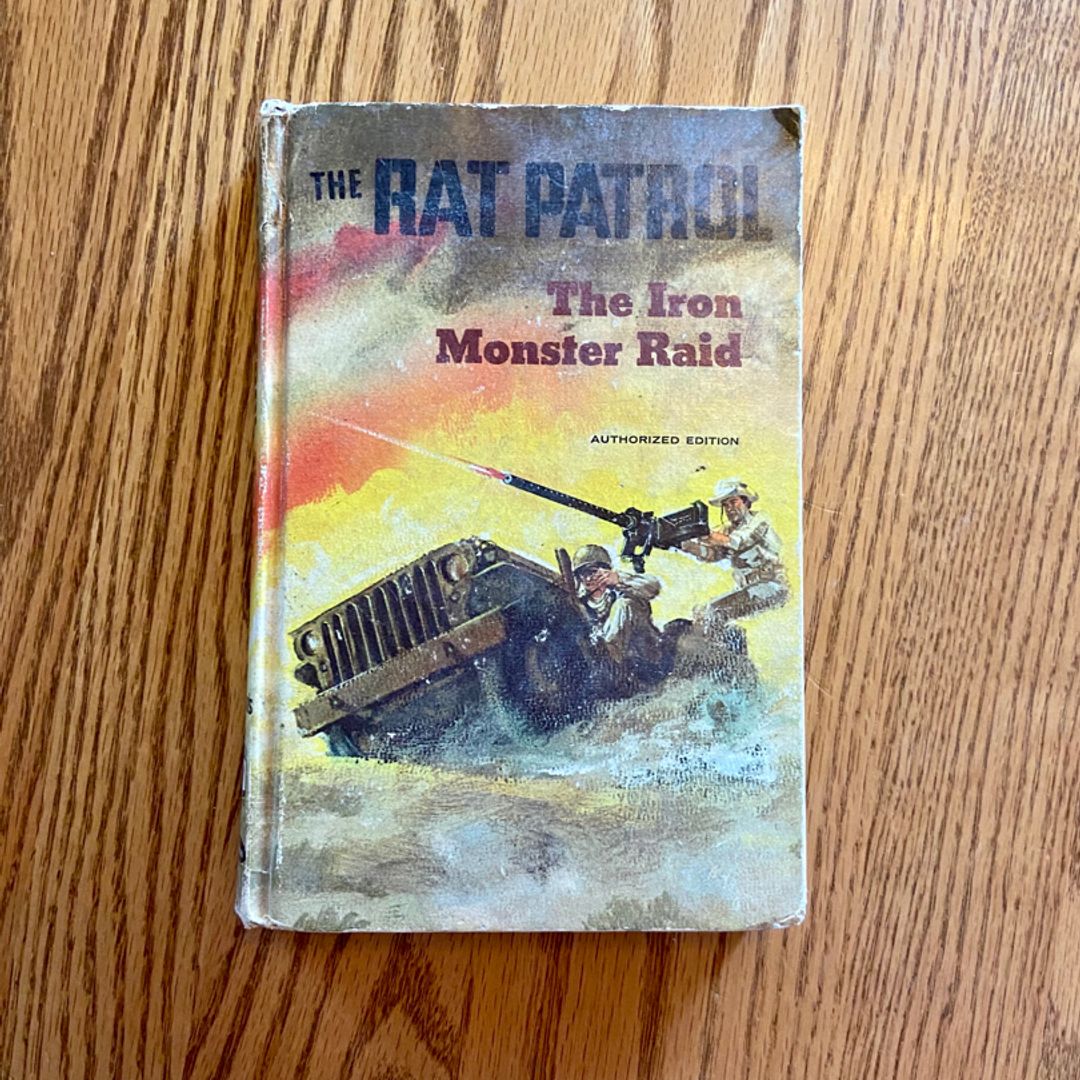 THE RAT PATROL
The Iron
Monster Raid
AUTHORIZED EDITION